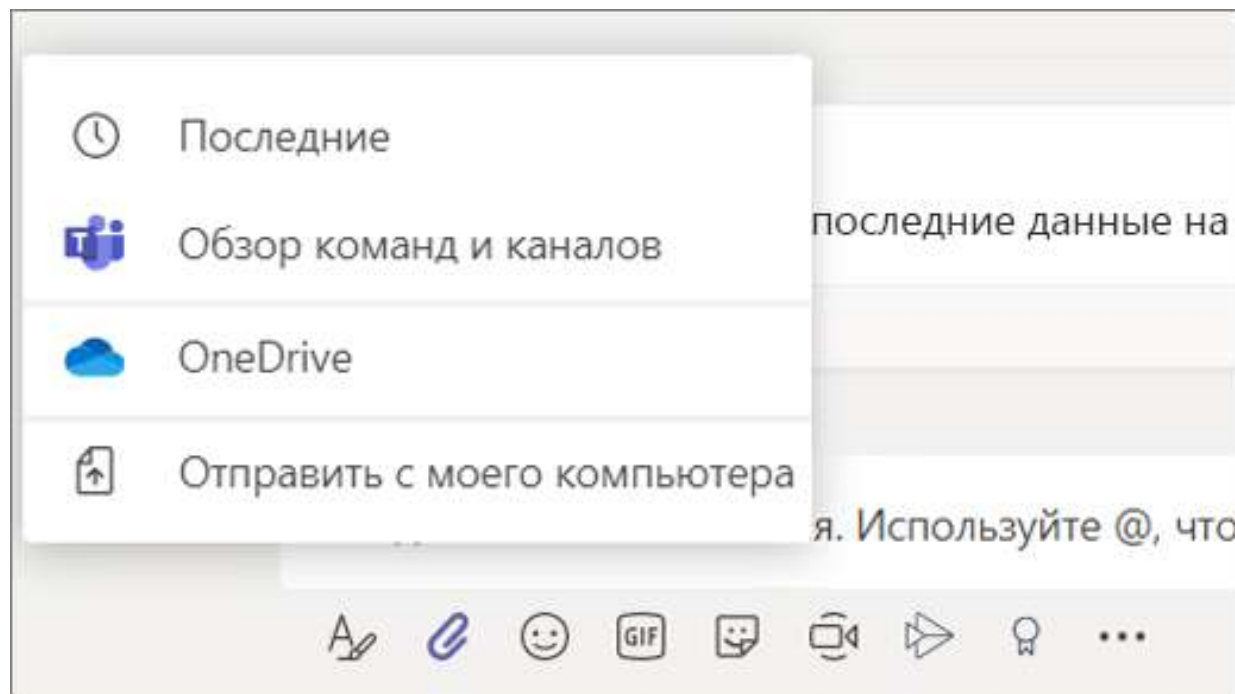 Последние
Обзор команд и каналов
последние данные на
OneDrive
Отправить с моего компьютера
я. Используйте @, что
GIF